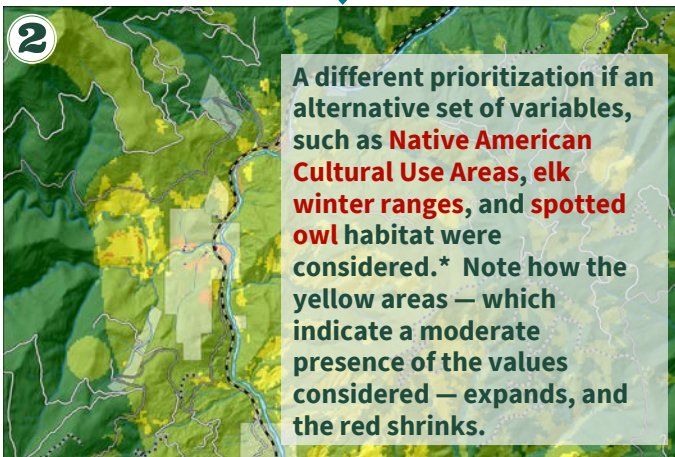 2
A different prioritization if an
alternative set of variables,
such as Native American
Cultural Use Areas, elk
winter ranges, and spotted
owl habitat were
considered.* Note how the
yellow areas — which
indicate a moderate
presence of the values
considered — expands, and
the red shrinks.